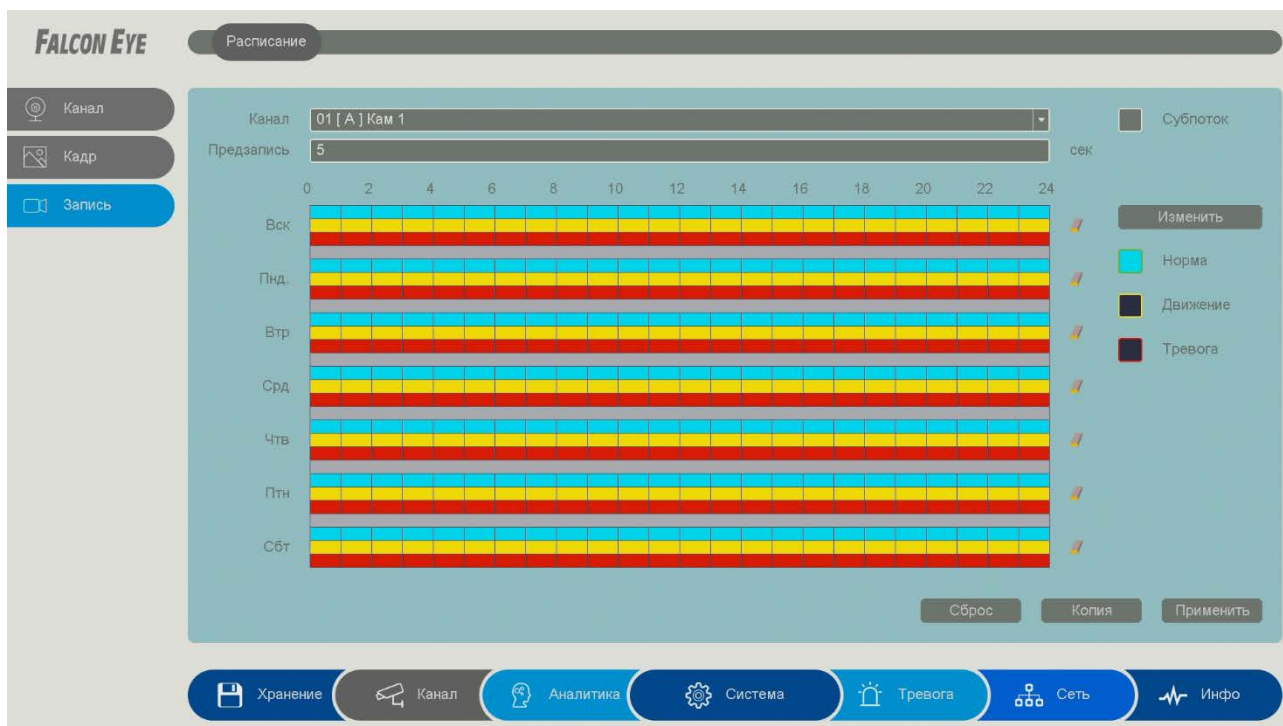 FALCON EYE
Расписание
Канал
Кадр
Запись
Канал 01 [ A ] Кам 1 Субпоток
Предзапись 5 сек
0 2 4 6 8 10 12 14 16 18 20 22 24
Вск
Пнд.
Втр
Срд
Чтв
Птн
Сбт
Изменить
Норма
Движение
Тревога
Сброс Копия Применить
Хранение Канал Аналитика Система Тревога Сеть Инфо